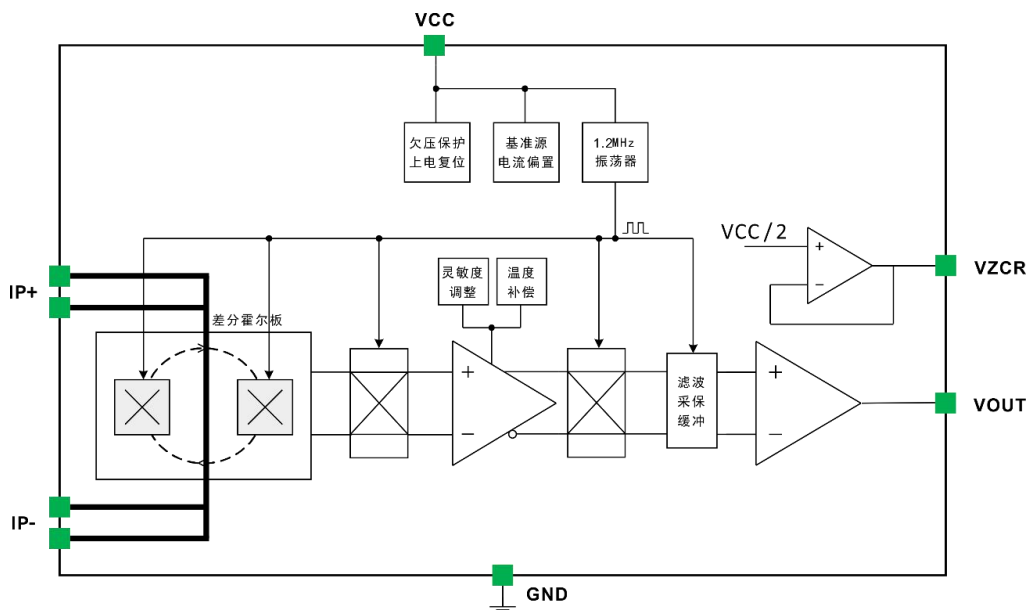 VCC
欠压保护
上电复位
基准源
电流偏置
1.2MHz
振荡器
VCC/2
+
−
VZCR
灵敏度
调整
温度
补偿
IP+
差分霍尔板
+
−
滤波
采保
缓冲
+
−
VOUT
IP-
GND